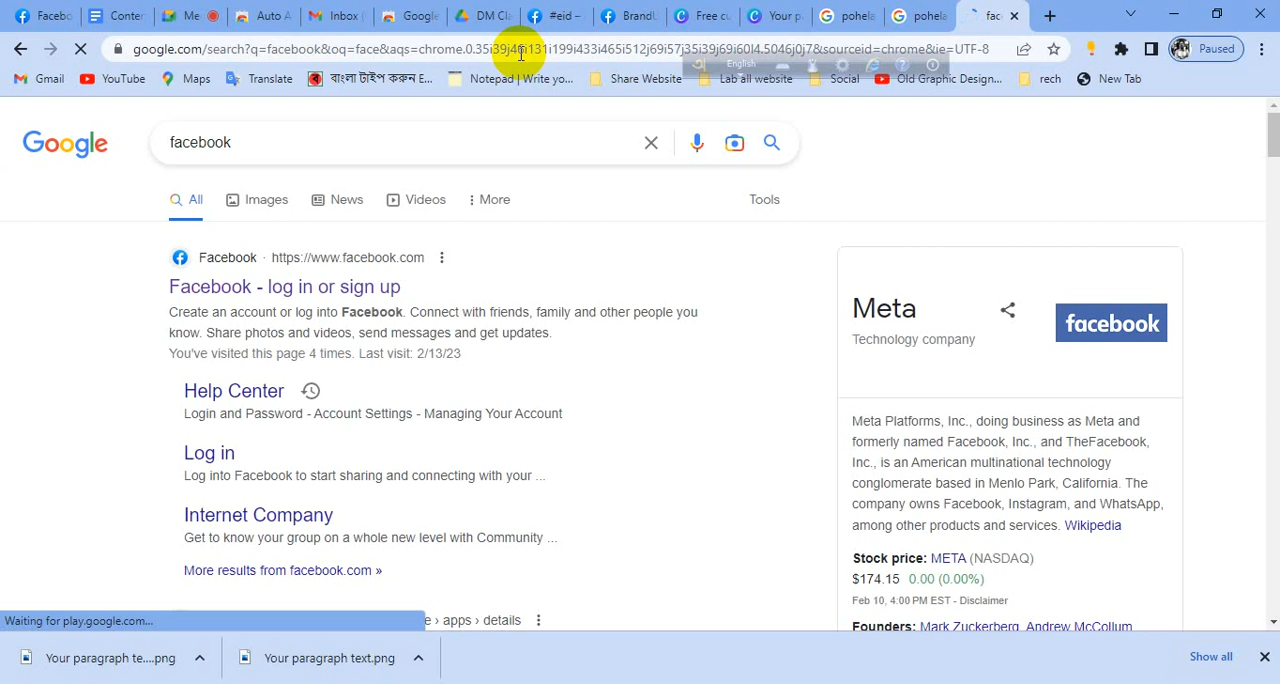 Facebo
Conter
Me
Auto A
Inbox (
Google
DM Cla
#eid –
BrandU
Free cu
Your p
pohela
pohela
fac
google.com/search?q=facebook&oq=face&aqs=chrome.0.35i39j46i131i199i433i465i512j69i57j35i39j69i60l4.5046j0j7&sourceid=chrome&ie=UTF-8
Paused
Gmail
YouTube
Maps
Translate
বাংলা টাইপ করুন E...
Notepad | Write yo...
Share Website
Lab all website
Social
Old Graphic Design...
rech
New Tab
English
Google
facebook
All
Images
News
Videos
More
Tools
Facebook · https://www.facebook.com
Facebook - log in or sign up
Create an account or log into Facebook. Connect with friends, family and other people you
know. Share photos and videos, send messages and get updates.
You've visited this page 4 times. Last visit: 2/13/23
Help Center
Login and Password - Account Settings - Managing Your Account
Log in
Log into Facebook to start sharing and connecting with your ...
Internet Company
Get to know your group on a whole new level with Community ...
More results from facebook.com »
e › apps › details
Meta
Technology company
facebook
Meta Platforms, Inc., doing business as Meta and
formerly named Facebook, Inc., and TheFacebook,
Inc., is an American multinational technology
conglomerate based in Menlo Park, California. The
company owns Facebook, Instagram, and WhatsApp,
among other products and services. Wikipedia
Stock price: META (NASDAQ)
$174.15 0.00 (0.00%)
Feb 10, 4:00 PM EST - Disclaimer
Founders: Mark Zuckerberg, Andrew McCollum
Waiting for play.google.com...
Your paragraph te....png
Your paragraph text.png
Show all